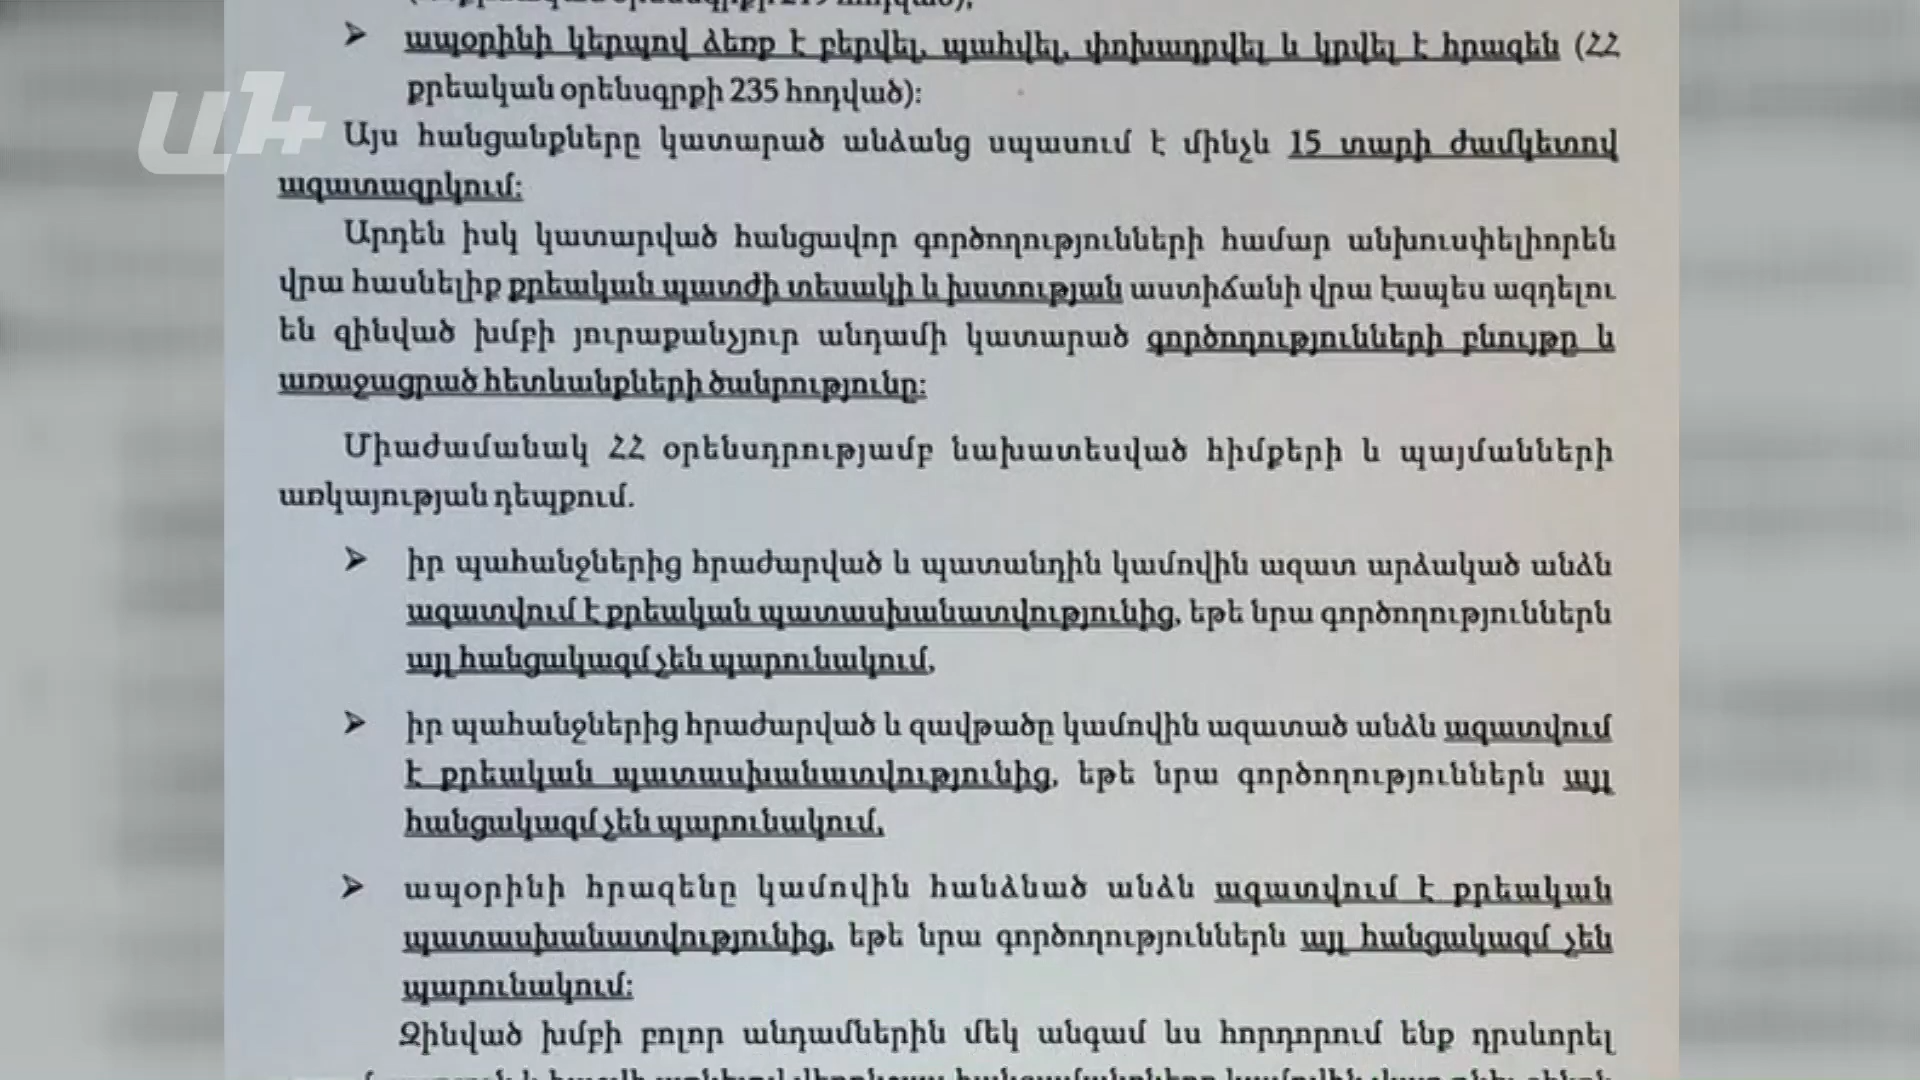 ԱՆ+
➢ ապօրինի կերպով ձեռք է բերվել, պահվել, փոխադրվել և կրվել է հրազեն (ՀՀ
քրեական օրենսգրքի 235 հոդված)։
Այս հանցանքները կատարած անձանց սպասում է մինչև 15 տարի ժամկետով
ազատազրկում։
Արդեն իսկ կատարված հանցավոր գործողությունների համար անխուսափելիորեն
վրա հասնելիք քրեական պատժի տեսակի և խստության աստիճանի վրա էապես ազդելու
են զինված խմբի յուրաքանչյուր անդամի կատարած գործողությունների բնույթը և
առաջացրած հետևանքների ծանրությունը։
Միաժամանակ ՀՀ օրենսդրությամբ նախատեսված հիմքերի և պայմանների
առկայության դեպքում.
➢ իր պահանջներից հրաժարված և պատանդին կամովին ազատ արձակած անձն
ազատվում է քրեական պատասխանատվությունից, եթե նրա գործողություններն
այլ հանցակազմ չեն պարունակում,
➢ իր պահանջներից հրաժարված և զավթածը կամովին ազատած անձն ազատվում
է քրեական պատասխանատվությունից, եթե նրա գործողություններն այլ
հանցակազմ չեն պարունակում,
➢ ապօրինի հրազենը կամովին հանձնած անձն ազատվում է քրեական
պատասխանատվությունից, եթե նրա գործողություններն այլ հանցակազմ չեն
պարունակում։
Զինված խմբի բոլոր անդամներին մեկ անգամ ևս հորդորում ենք դրսևորել